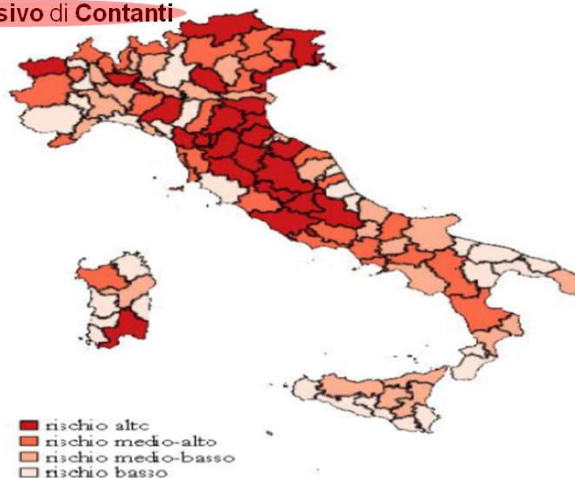 sivo di Contanti
rischio alto
rischio medio-alto
rischio medio-basso
rischio basso